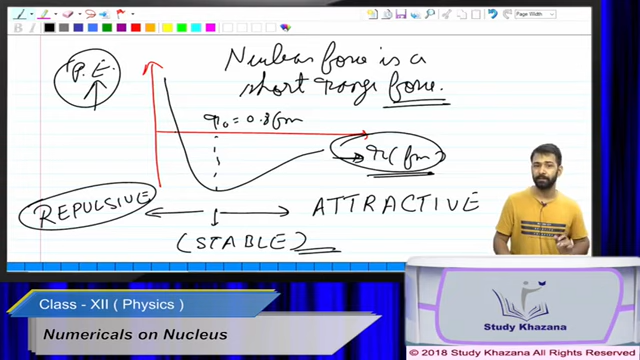 Page Width
P.E.
Nuclear force is a
short range force.
r₀ = 0.8 fm
r (fm)
REPULSIVE
ATTRACTIVE
(STABLE)
Class - XII ( Physics )
Numericals on Nucleus
Study Khazana
© 2018 Study Khazana. All Rights Reserved.